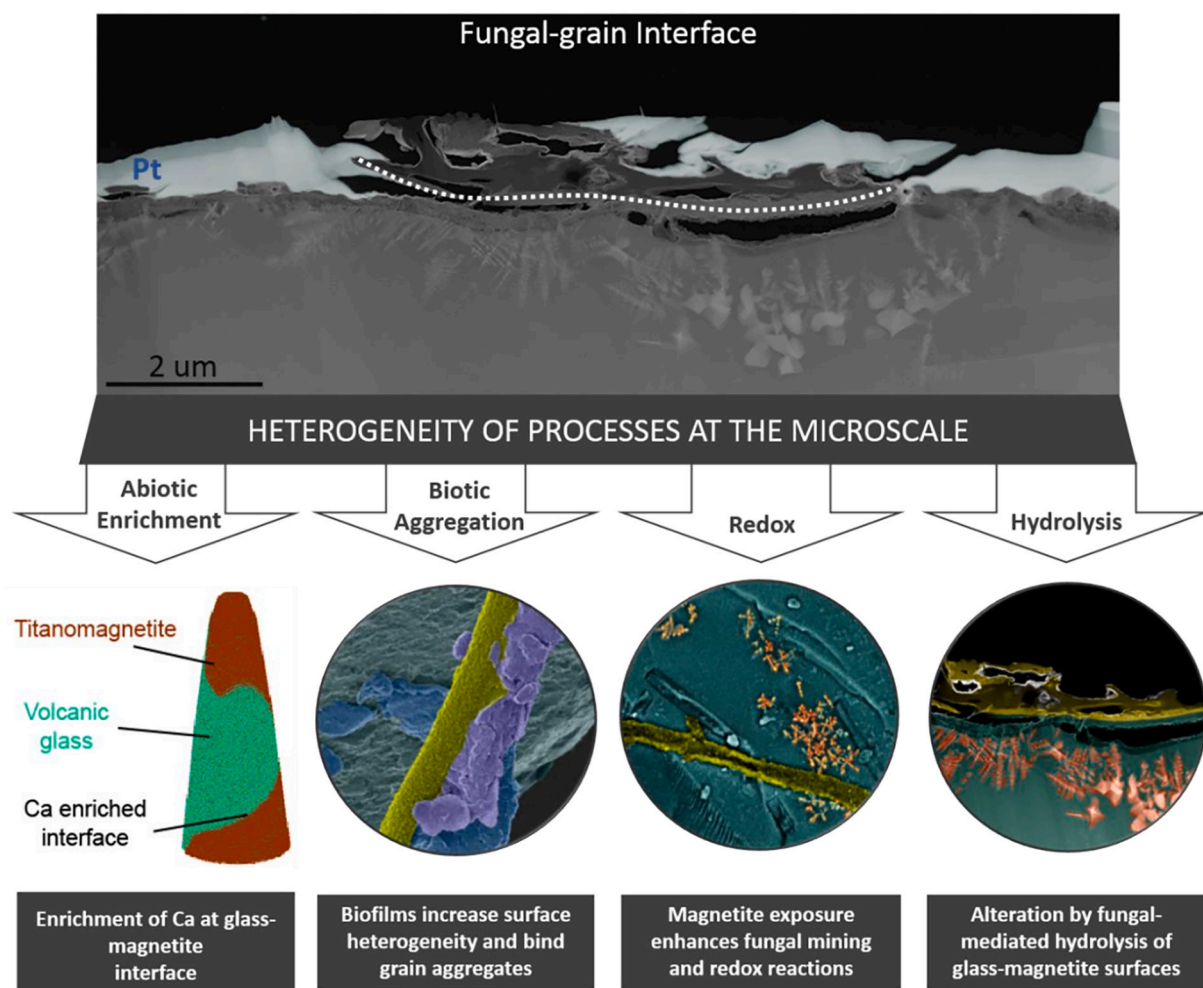 Fungal-grain Interface
Pt
2 um
HETEROGENEITY OF PROCESSES AT THE MICROSCALE
Abiotic
Enrichment
Biotic
Aggregation
Redox
Hydrolysis
Titanomagnetite
Volcanic
glass
Ca enriched
interface
Enrichment of Ca at glass-
magnetite
interface
Biofilms increase surface
heterogeneity and bind
grain aggregates
Magnetite exposure
enhances fungal mining
and redox reactions
Alteration by fungal-
mediated hydrolysis of
glass-magnetite surfaces